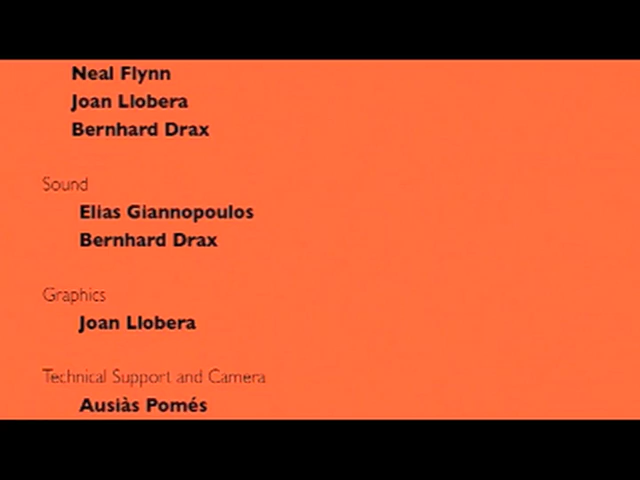 Neal Flynn
Joan Llobera
Bernhard Drax
Sound
Elias Giannopoulos
Bernhard Drax
Graphics
Joan Llobera
Technical Support and Camera
Ausiàs Pomés